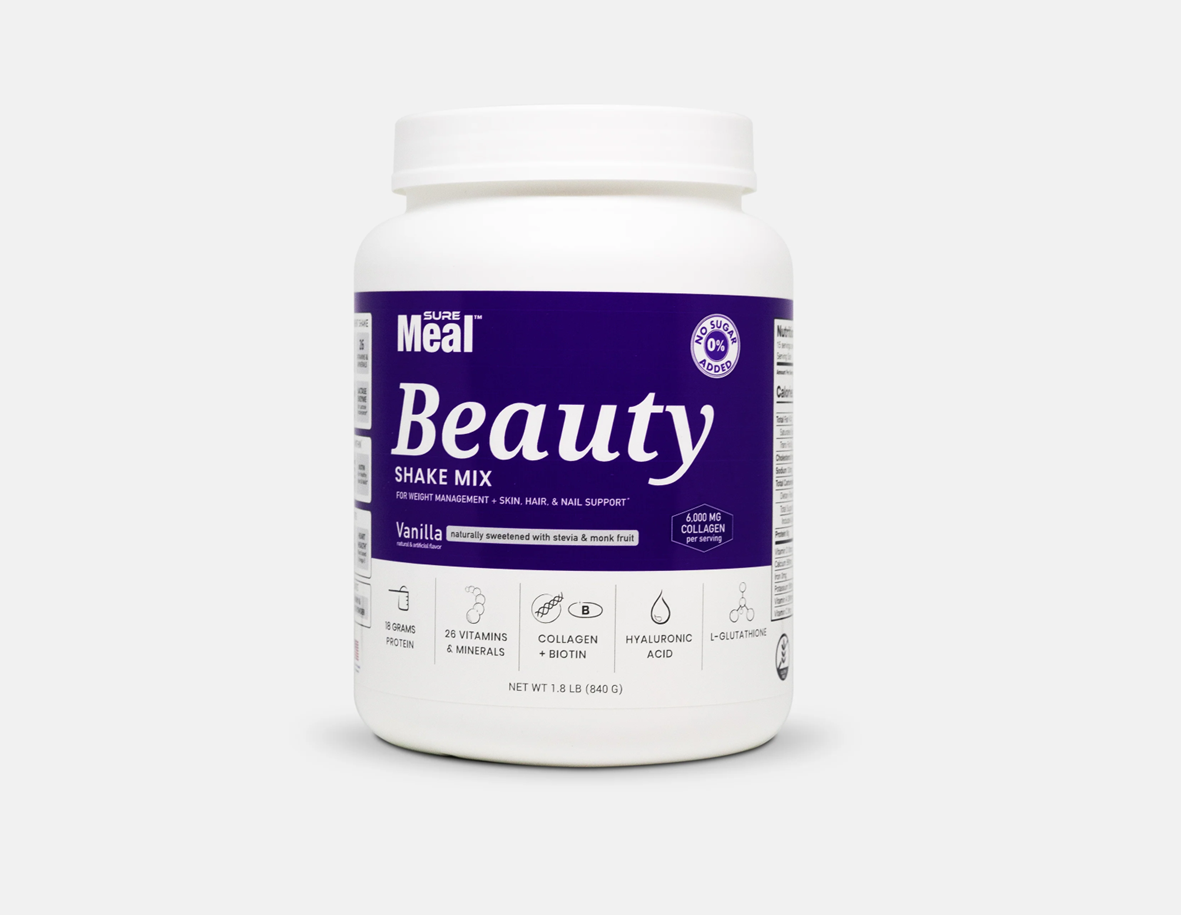 SURE
Meal™
NO SUGAR
0%
ADDED
Beauty
SHAKE MIX
FOR WEIGHT MANAGEMENT + SKIN, HAIR, & NAIL SUPPORT*
Vanilla
natural & artificial flavor
naturally sweetened with stevia & monk fruit
6,000 MG
COLLAGEN
per serving
18 GRAMS
PROTEIN
26 VITAMINS
& MINERALS
B
COLLAGEN
+ BIOTIN
HYALURONIC
ACID
L-GLUTATHIONE
NET WT 1.8 LB (840 G)
26